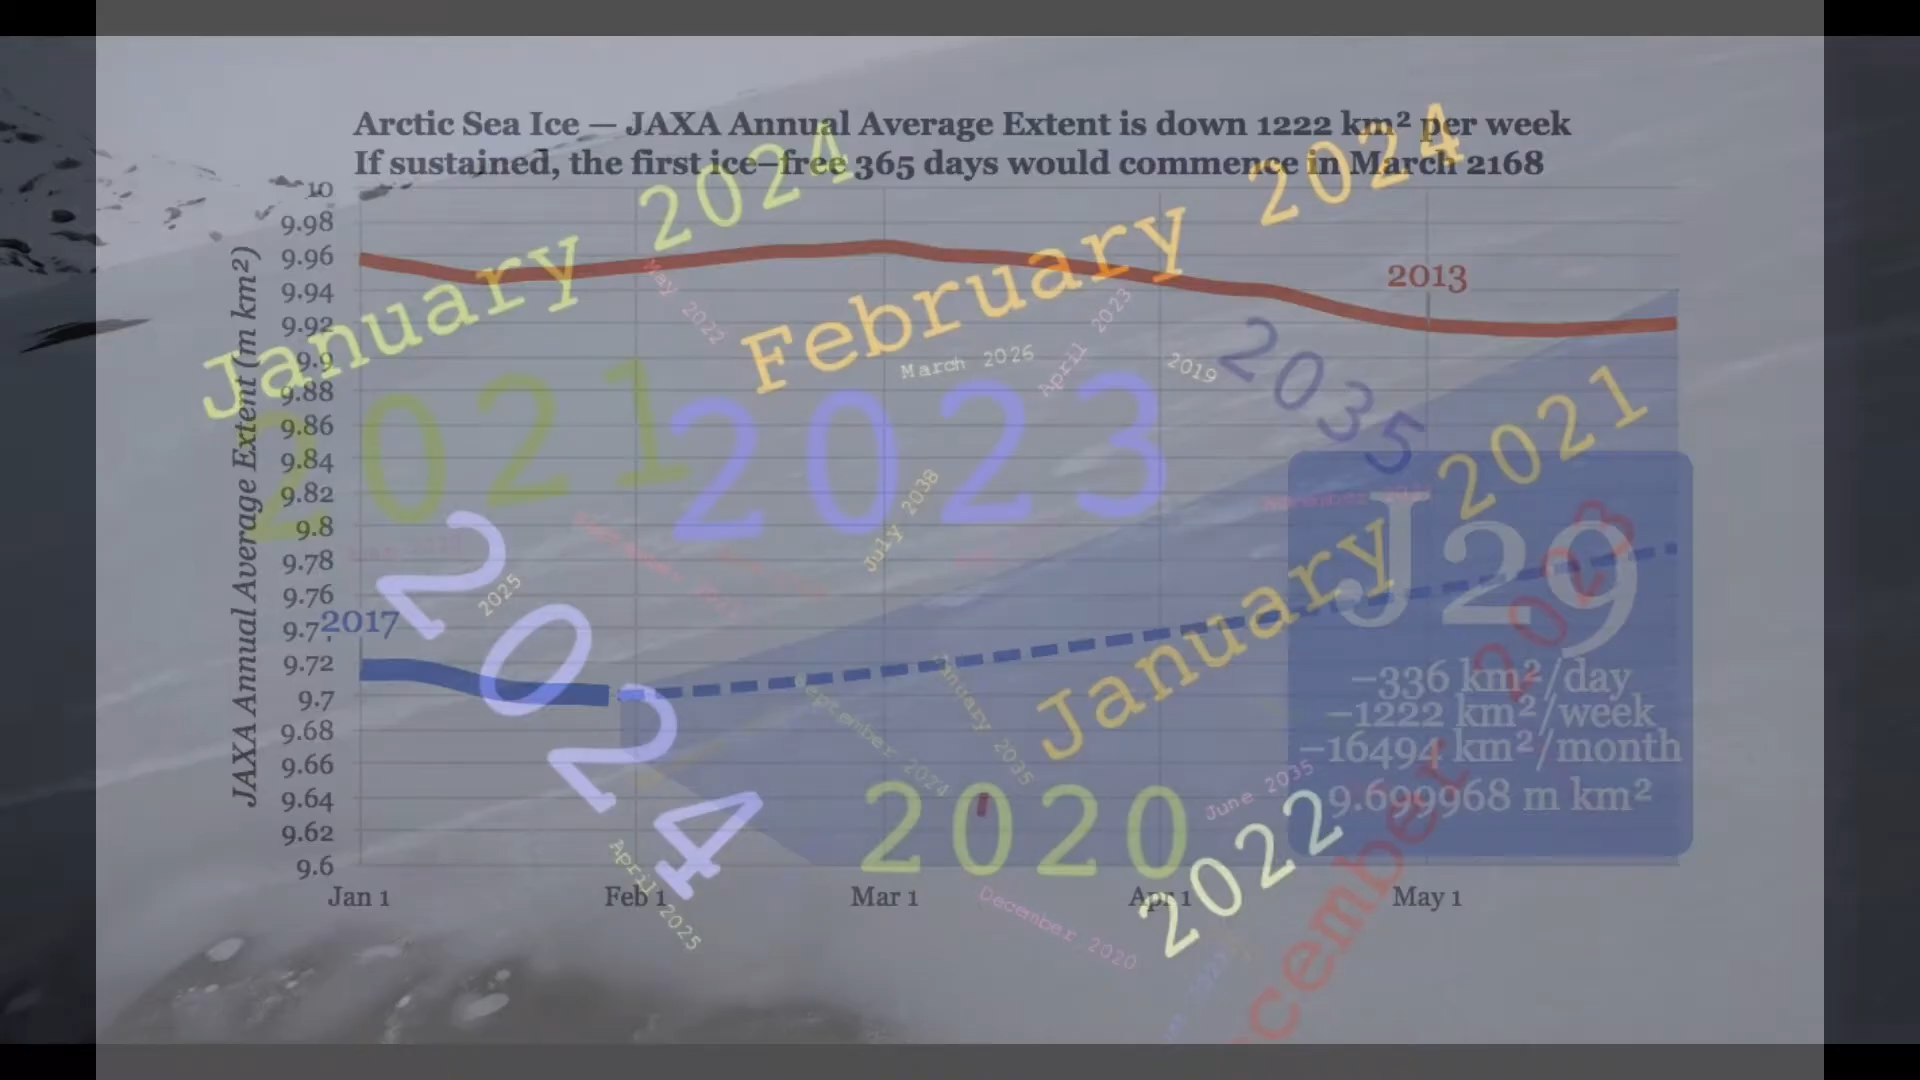 Arctic Sea Ice — JAXA Annual Average Extent is down 1222 km² per week
If sustained, the first ice–free 365 days would commence in March 2168
JAXA Annual Average Extent (m km²)
10
9.98
9.96
9.94
9.92
9.9
9.88
9.86
9.84
9.82
9.8
9.78
9.76
9.74
9.72
9.7
9.68
9.66
9.64
9.62
9.6
Jan 1
Feb 1
Mar 1
Apr 1
May 1
2013
2017
J29
−336 km²/day
−1222 km²/week
−16494 km²/month
9.699968 m km²
January 2024
February 2024
May 2022
April 2023
March 2026
2019
2035
2021
2023
January 2021
July 2038
2025
2024
September 2024
January 2035
2020
June 2035
2022
April 2025
December 2020
2023